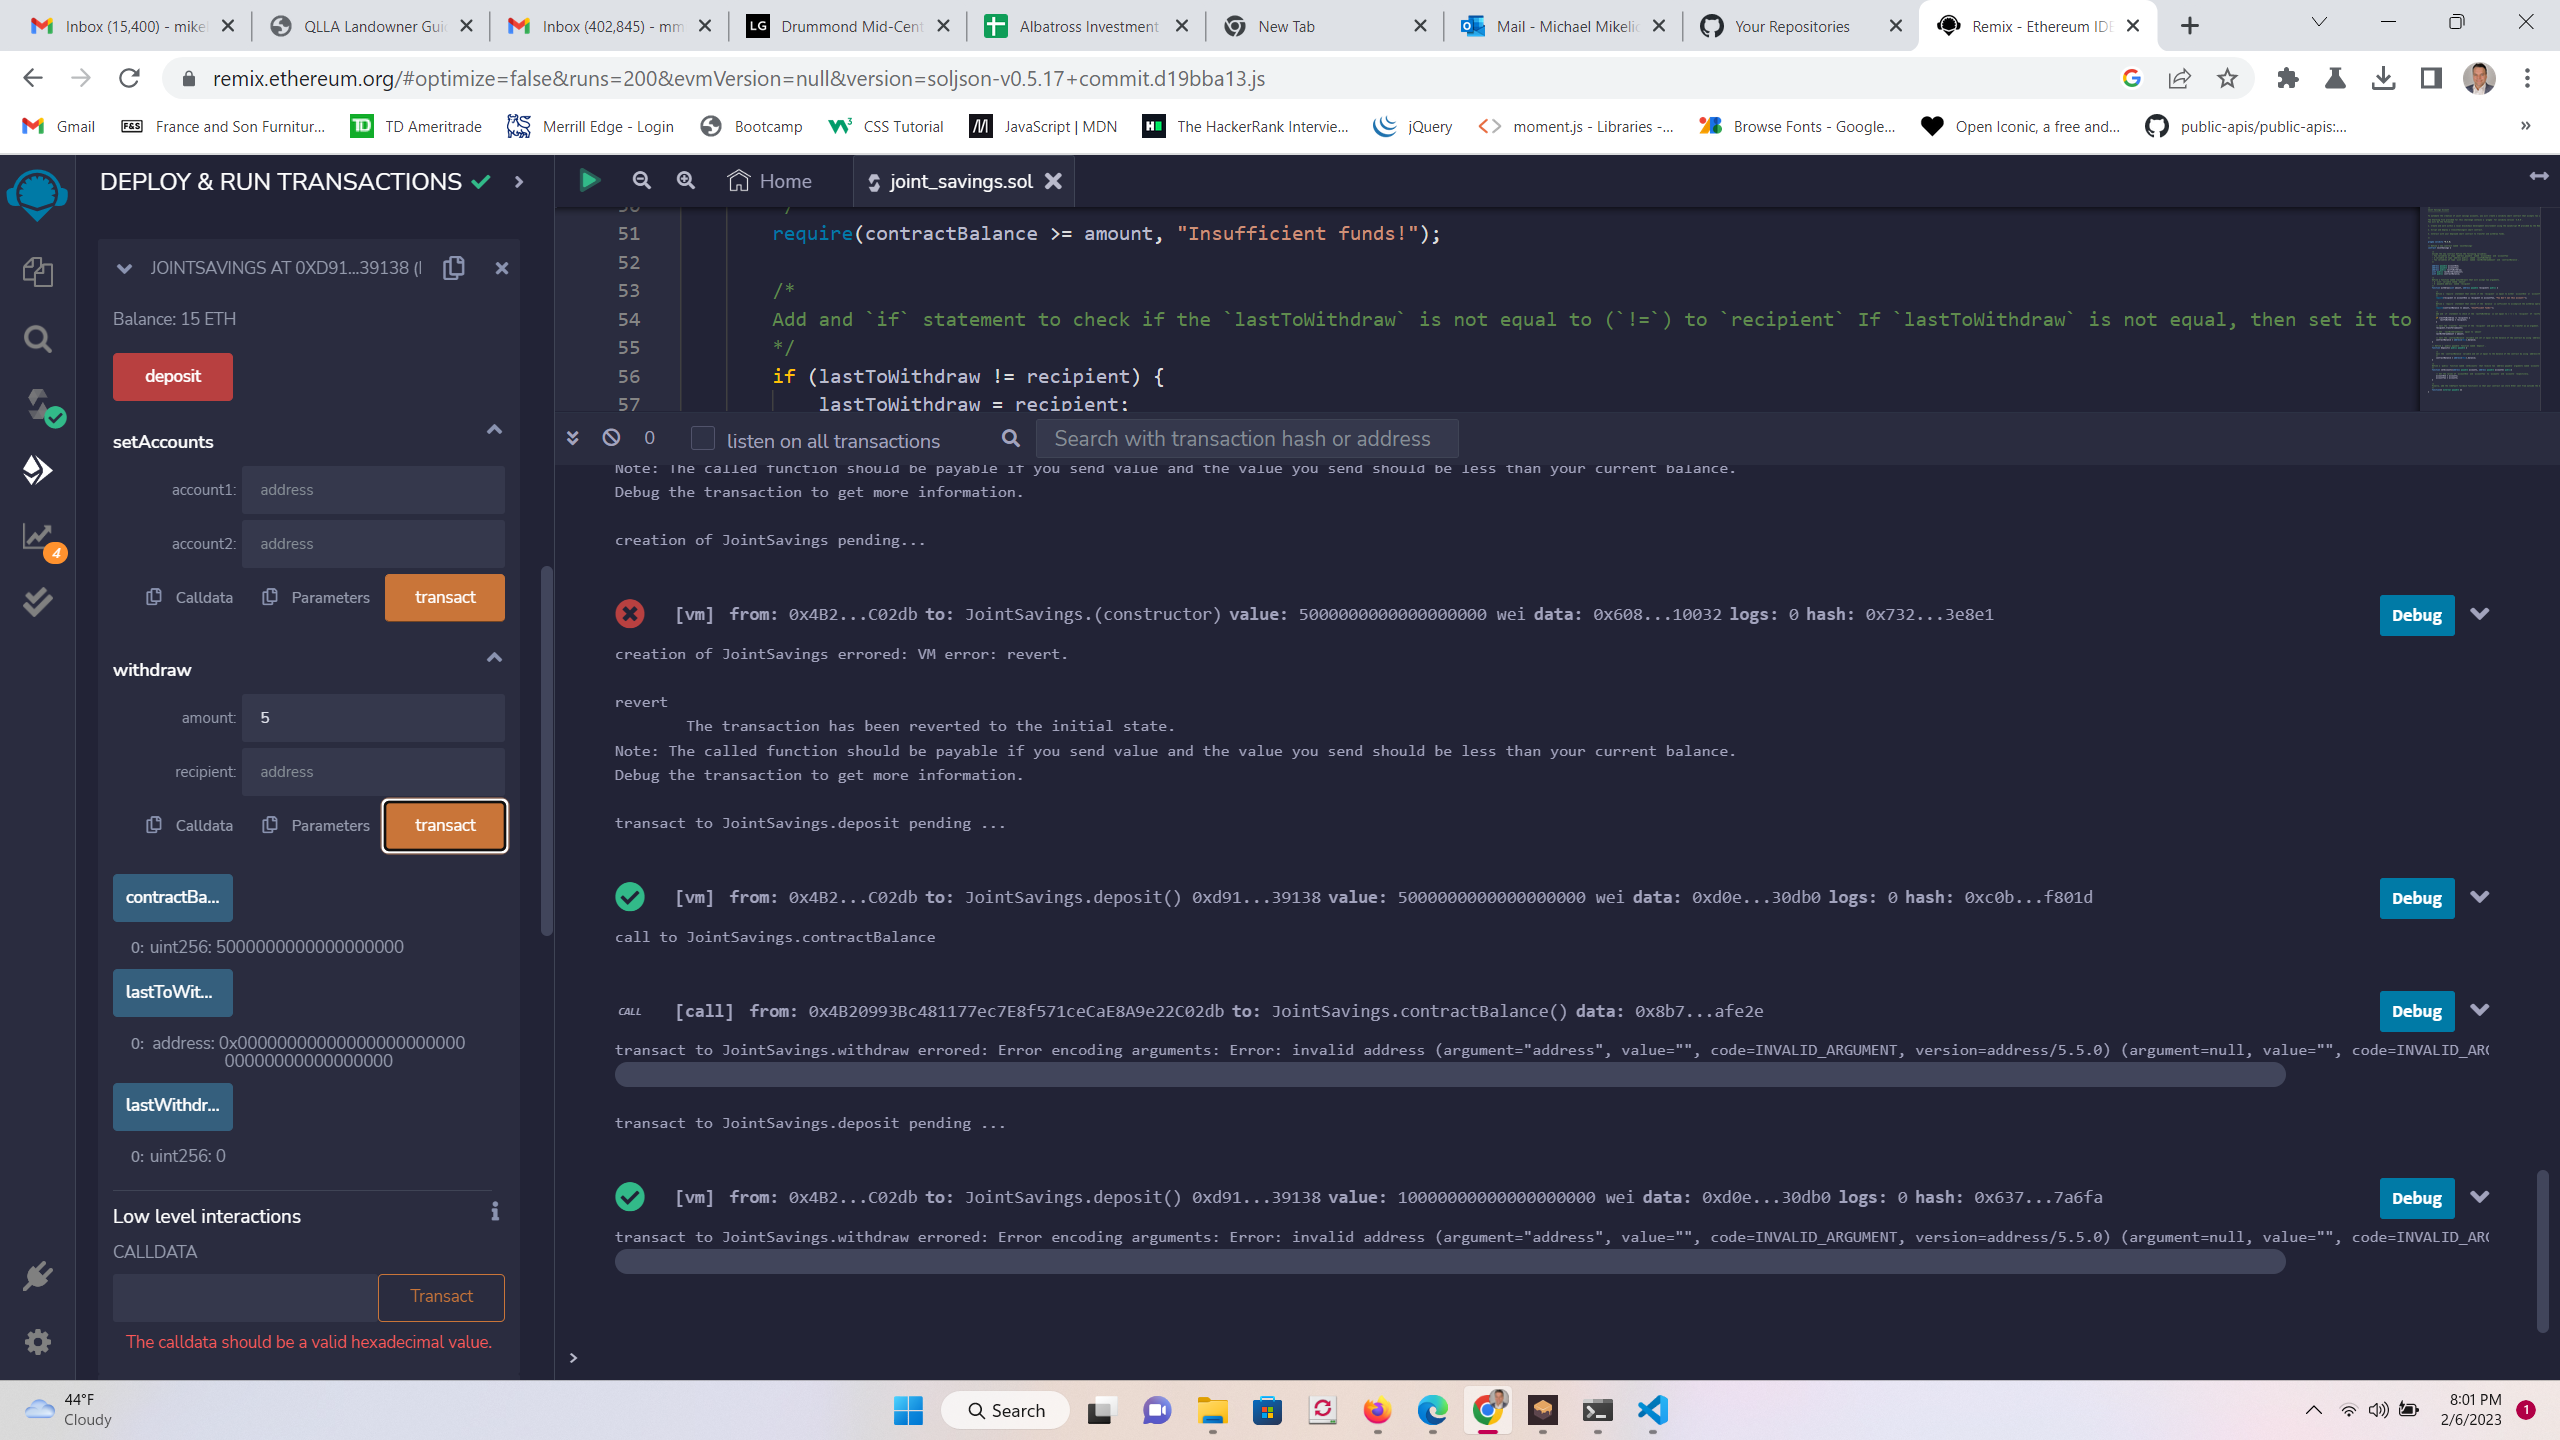 Inbox (15,400) - mike
QLLA Landowner Gui
Inbox (402,845) - mm
LG Drummond Mid-Cent
Albatross Investment
New Tab
Mail - Michael Mikelic
Your Repositories
Remix - Ethereum IDE
remix.ethereum.org/#optimize=false&runs=200&evmVersion=null&version=soljson-v0.5.17+commit.d19bba13.js
Gmail
F&S France and Son Furnitur...
TD TD Ameritrade
Merrill Edge - Login
Bootcamp
CSS Tutorial
JavaScript | MDN
The HackerRank Intervie...
jQuery
moment.js - Libraries -...
Browse Fonts - Google...
Open Iconic, a free and...
public-apis/public-apis:...
»
DEPLOY & RUN TRANSACTIONS
JOINTSAVINGS AT 0XD91...39138 (
Balance: 15 ETH
deposit
setAccounts
account1: address
account2: address
Calldata Parameters transact
withdraw
amount: 5
recipient: address
Calldata Parameters transact
contractBa...
0: uint256: 5000000000000000000
lastToWit...
0: address: 0x00000000000000000000000
00000000000000000
lastWithdr...
0: uint256: 0
Low level interactions
i
CALLDATA
Transact
The calldata should be a valid hexadecimal value.
4
Home
joint_savings.sol
50 */
51 require(contractBalance >= amount, "Insufficient funds!");
52
53 /*
54 Add and `if` statement to check if the `lastToWithdraw` is not equal to (`!=`) to `recipient` If `lastToWithdraw` is not equal, then set it to
55 */
56 if (lastToWithdraw != recipient) {
57 lastToWithdraw = recipient;
0 listen on all transactions Search with transaction hash or address
Note: The called function should be payable if you send value and the value you send should be less than your current balance.
Debug the transaction to get more information.
creation of JointSavings pending...
[vm] from: 0x4B2...C02db to: JointSavings.(constructor) value: 5000000000000000000 wei data: 0x608...10032 logs: 0 hash: 0x732...3e8e1
Debug
creation of JointSavings errored: VM error: revert.
revert
The transaction has been reverted to the initial state.
Note: The called function should be payable if you send value and the value you send should be less than your current balance.
Debug the transaction to get more information.
transact to JointSavings.deposit pending ...
[vm] from: 0x4B2...C02db to: JointSavings.deposit() 0xd91...39138 value: 5000000000000000000 wei data: 0xd0e...30db0 logs: 0 hash: 0xc0b...f801d
Debug
call to JointSavings.contractBalance
CALL [call] from: 0x4B20993Bc481177ec7E8f571ceCaE8A9e22C02db to: JointSavings.contractBalance() data: 0x8b7...afe2e
Debug
transact to JointSavings.withdraw errored: Error encoding arguments: Error: invalid address (argument="address", value="", code=INVALID_ARGUMENT, version=address/5.5.0) (argument=null, value="", code=INVALID_ARG
transact to JointSavings.deposit pending ...
[vm] from: 0x4B2...C02db to: JointSavings.deposit() 0xd91...39138 value: 10000000000000000000 wei data: 0xd0e...30db0 logs: 0 hash: 0x637...7a6fa
Debug
transact to JointSavings.withdraw errored: Error encoding arguments: Error: invalid address (argument="address", value="", code=INVALID_ARGUMENT, version=address/5.5.0) (argument=null, value="", code=INVALID_ARG
>
44°F
Cloudy
Search
8:01 PM
2/6/2023
1